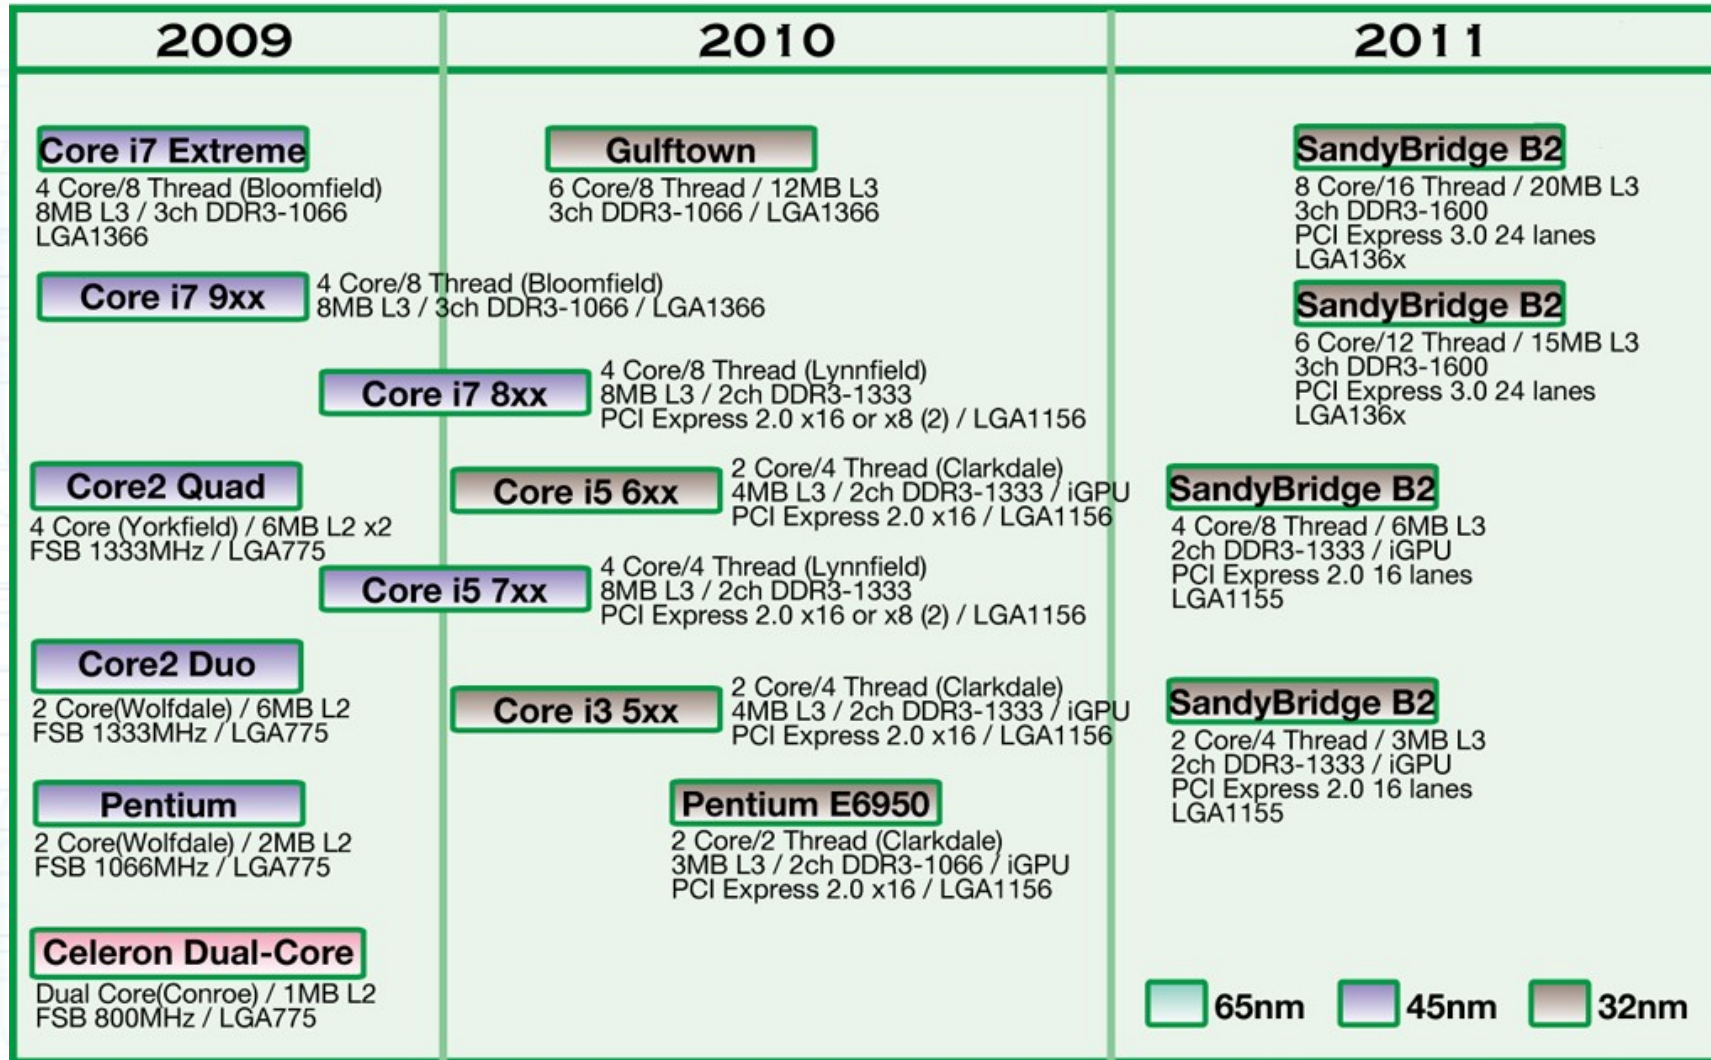 2009
2010
2011
Core i7 Extreme
4 Core/8 Thread (Bloomfield)
8MB L3 / 3ch DDR3-1066
LGA1366
Gulftown
6 Core/8 Thread / 12MB L3
3ch DDR3-1066 / LGA1366
SandyBridge B2
8 Core/16 Thread / 20MB L3
3ch DDR3-1600
PCI Express 3.0 24 lanes
LGA136x
Core i7 9xx
4 Core/8 Thread (Bloomfield)
8MB L3 / 3ch DDR3-1066 / LGA1366
SandyBridge B2
6 Core/12 Thread / 15MB L3
3ch DDR3-1600
PCI Express 3.0 24 lanes
LGA136x
Core i7 8xx
4 Core/8 Thread (Lynnfield)
8MB L3 / 2ch DDR3-1333
PCI Express 2.0 x16 or x8 (2) / LGA1156
Core2 Quad
4 Core (Yorkfield) / 6MB L2 x2
FSB 1333MHz / LGA775
Core i5 6xx
2 Core/4 Thread (Clarkdale)
4MB L3 / 2ch DDR3-1333 / iGPU
PCI Express 2.0 x16 / LGA1156
SandyBridge B2
4 Core/8 Thread / 6MB L3
2ch DDR3-1333 / iGPU
PCI Express 2.0 16 lanes
LGA1155
Core i5 7xx
4 Core/4 Thread (Lynnfield)
8MB L3 / 2ch DDR3-1333
PCI Express 2.0 x16 or x8 (2) / LGA1156
Core2 Duo
2 Core(Wolfdale) / 6MB L2
FSB 1333MHz / LGA775
Core i3 5xx
2 Core/4 Thread (Clarkdale)
4MB L3 / 2ch DDR3-1333 / iGPU
PCI Express 2.0 x16 / LGA1156
SandyBridge B2
2 Core/4 Thread / 3MB L3
2ch DDR3-1333 / iGPU
PCI Express 2.0 16 lanes
LGA1155
Pentium
2 Core(Wolfdale) / 2MB L2
FSB 1066MHz / LGA775
Pentium E6950
2 Core/2 Thread (Clarkdale)
3MB L3 / 2ch DDR3-1066 / iGPU
PCI Express 2.0 x16 / LGA1156
Celeron Dual-Core
Dual Core(Conroe) / 1MB L2
FSB 800MHz / LGA775
65nm
45nm
32nm